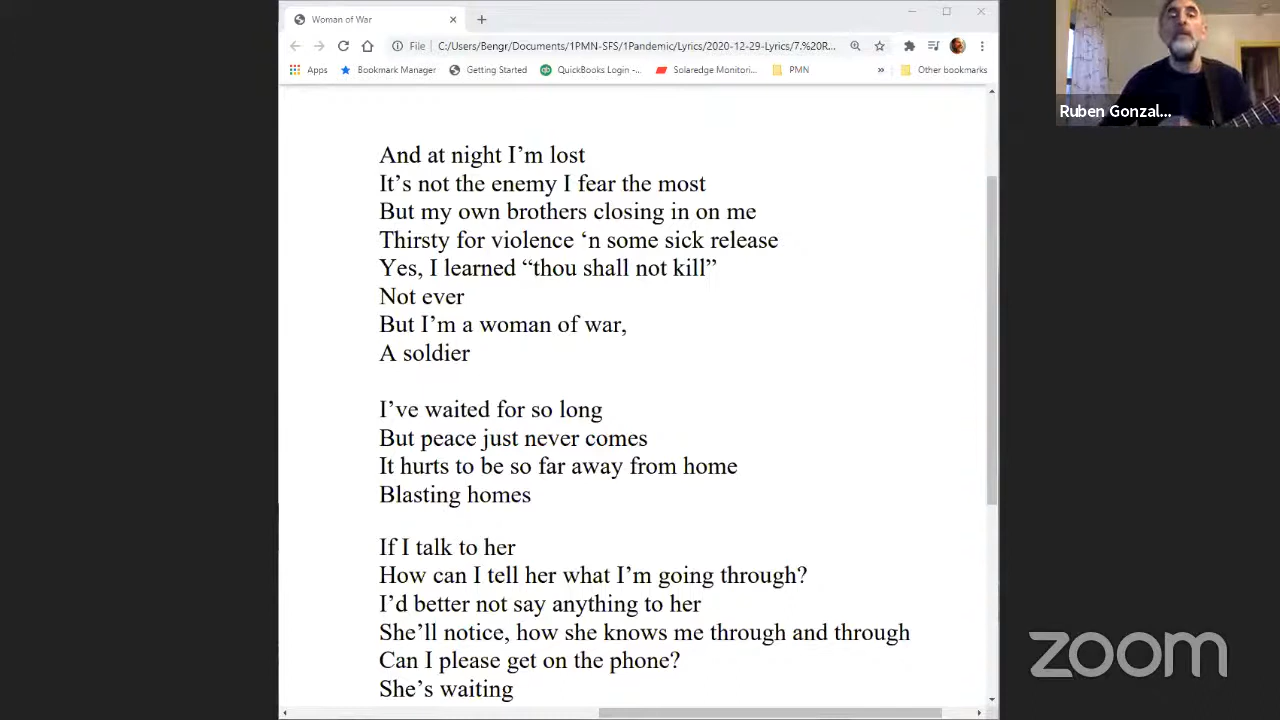 Woman of War
File
C:/Users/Bengr/Documents/1PMN-SFS/1Pandemic/Lyrics/2020-12-29-Lyrics/7.%20R...
Apps
Bookmark Manager
Getting Started
QuickBooks Login -...
Solaredge Monitori...
PMN
»
Other bookmarks
Ruben Gonzal...
And at night I’m lost
It’s not the enemy I fear the most
But my own brothers closing in on me
Thirsty for violence ‘n some sick release
Yes, I learned “thou shall not kill”
Not ever
But I’m a woman of war,
A soldier
I’ve waited for so long
But peace just never comes
It hurts to be so far away from home
Blasting homes
If I talk to her
How can I tell her what I’m going through?
I’d better not say anything to her
She’ll notice, how she knows me through and through
Can I please get on the phone?
She’s waiting
zoom